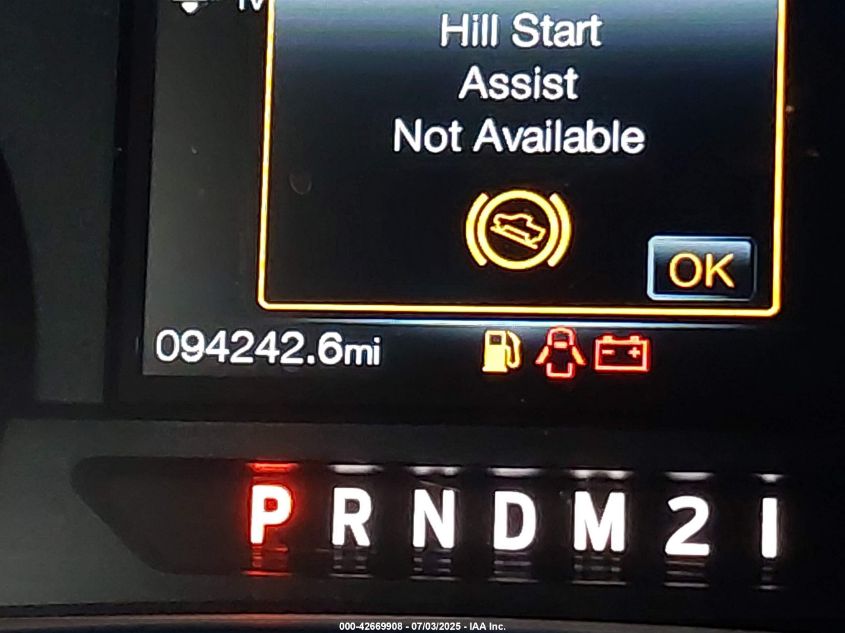 Hill Start
Assist
Not Available
OK
094242.6mi
P R N D M 2 1
000-42669908 - 07/03/2025 - IAA Inc.